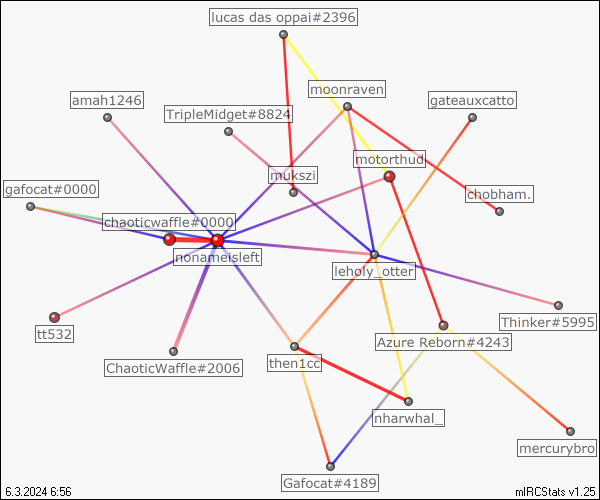 lucas das oppai#2396
moonraven
amah1246
gateauxcatto
TripleMidget#8824
motorthud
mukszi
gafocat#0000
chobham.
chaoticwaffle#0000
nonameisleft
leholy_otter
Thinker#5995
tt532
Azure Reborn#4243
ChaoticWaffle#2006
then1cc
nharwhal_
mercurybro
Gafocat#4189
6.3.2024 6:56
mIRCStats v1.25